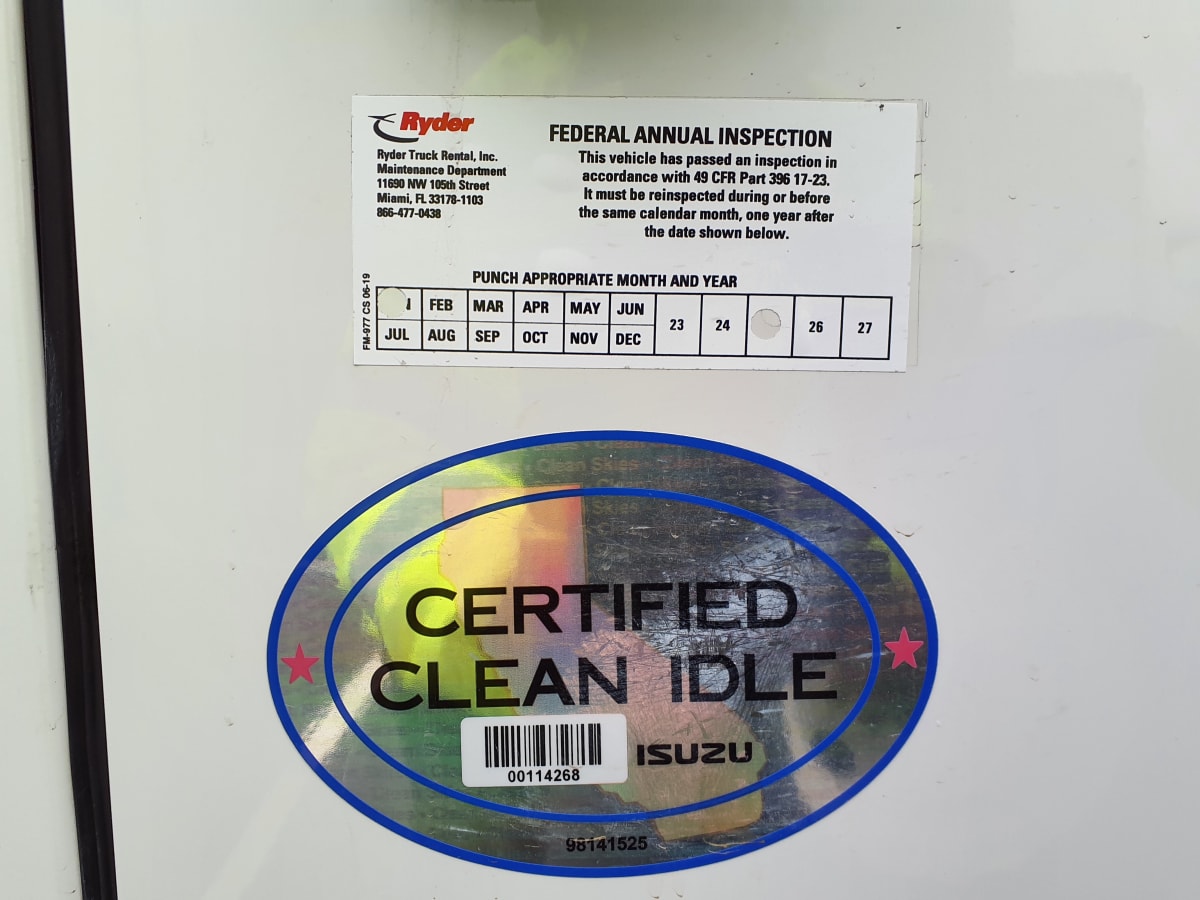 Ryder
Ryder Truck Rental, Inc.
Maintenance Department
11690 NW 105th Street
Miami, FL 33178-1103
866-477-0438
FEDERAL ANNUAL INSPECTION
This vehicle has passed an inspection in
accordance with 49 CFR Part 396 17-23.
It must be reinspected during or before
the same calendar month, one year after
the date shown below.
PUNCH APPROPRIATE MONTH AND YEAR
FM-977 CS 06-19
FEB MAR APR MAY JUN
JUL AUG SEP OCT NOV DEC
23 24 26 27
Clean Skies
Skies
CERTIFIED
CLEAN IDLE
00114268
ISUZU
98141525